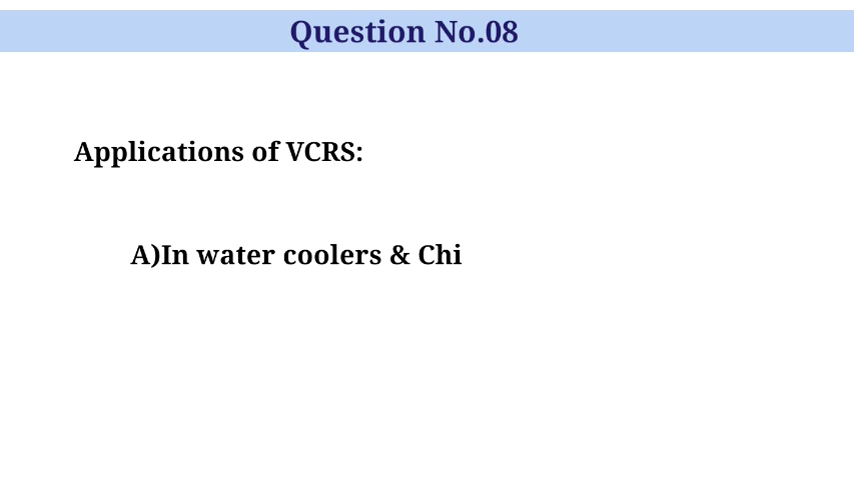 Question No.08
Applications of VCRS:
A)In water coolers & Chi